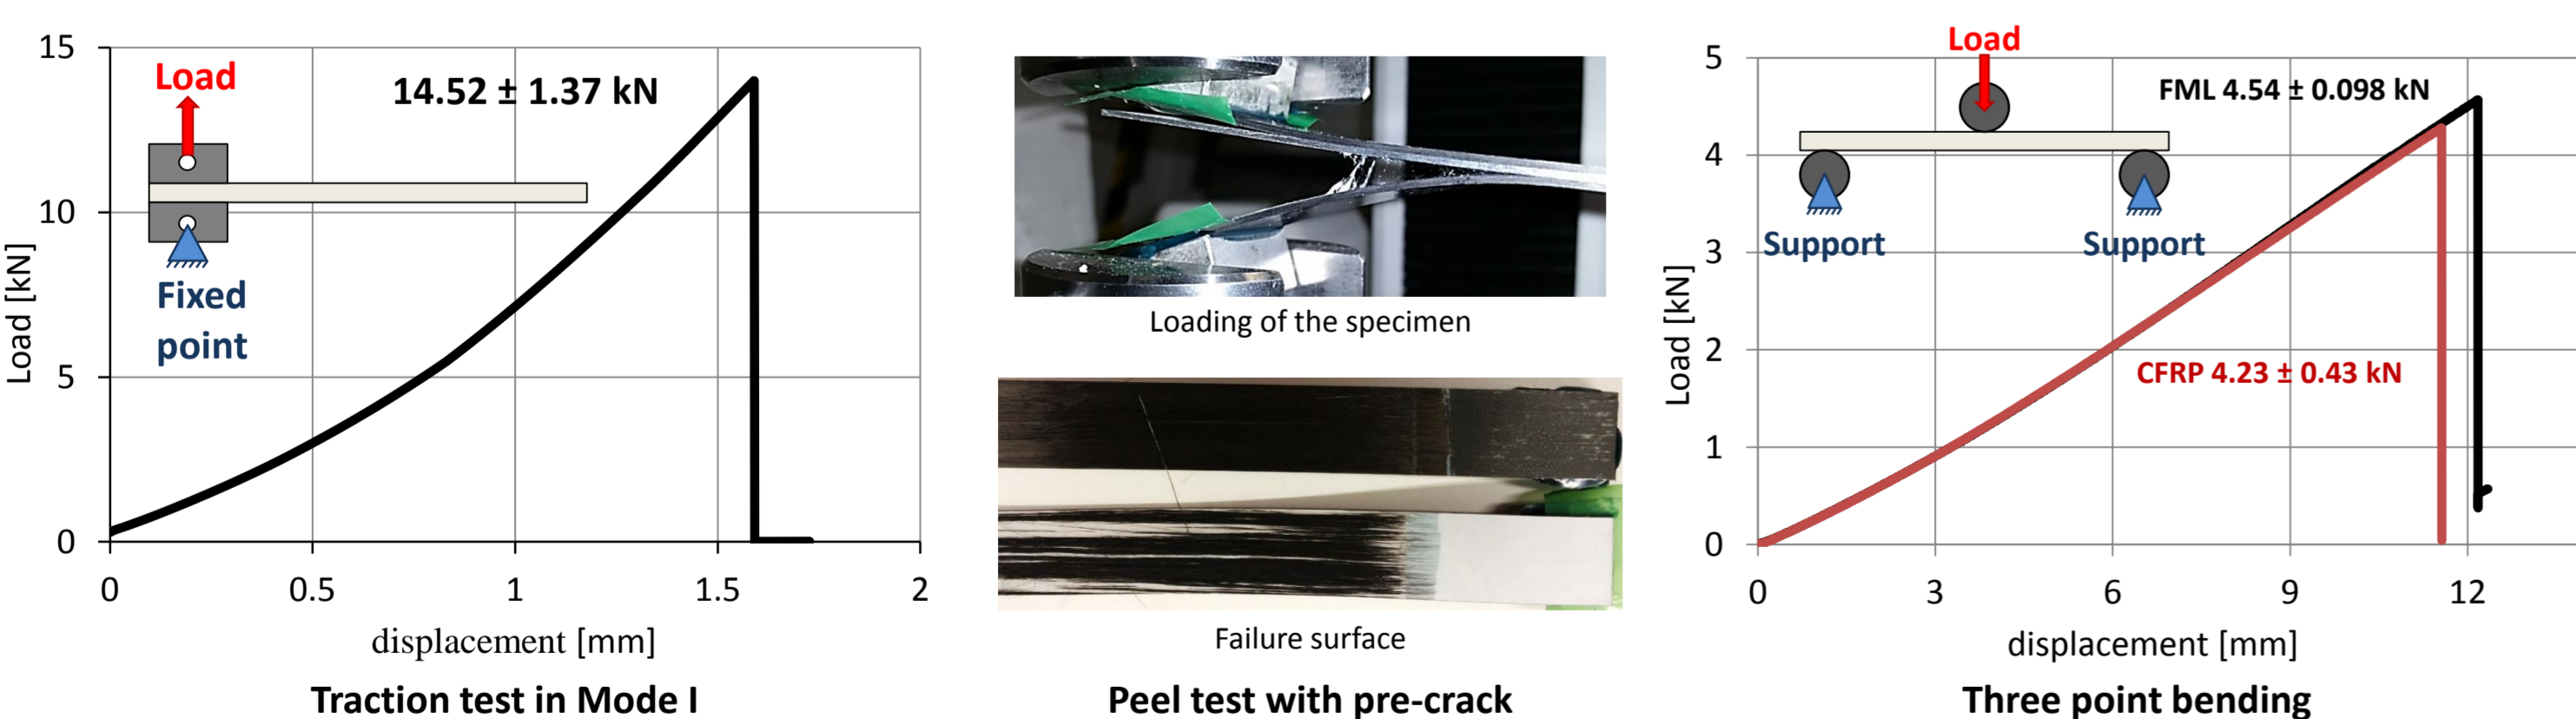 15
10
5
0
Load [kN]
0
0.5
1
1.5
2
displacement [mm]
Load
14.52 ± 1.37 kN
Fixed
point
Traction test in Mode I
Loading of the specimen
Failure surface
Peel test with pre-crack
5
4
3
2
1
0
Load [kN]
0
3
6
9
12
displacement [mm]
Load
FML 4.54 ± 0.098 kN
Support
Support
CFRP 4.23 ± 0.43 kN
Three point bending